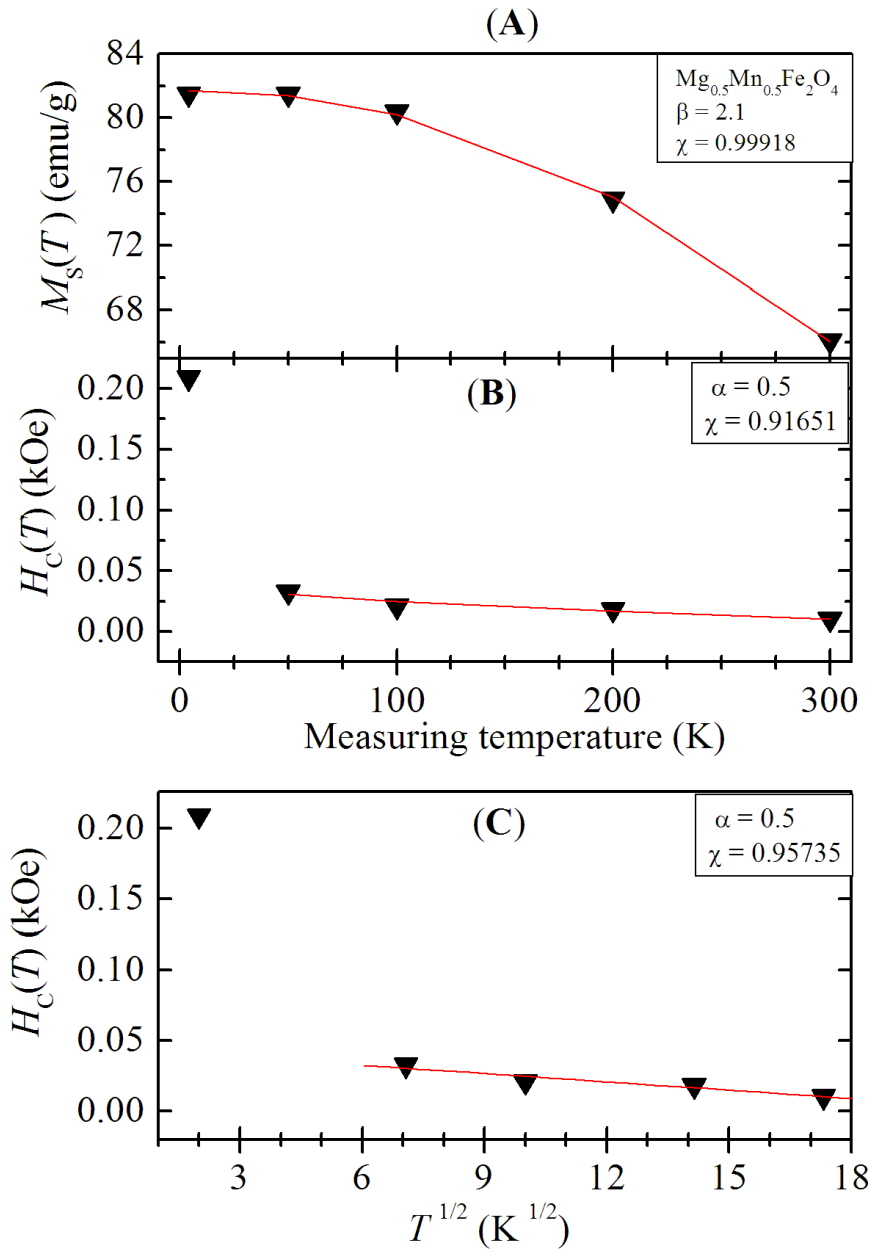 (A)
84
80
76
72
68
M_S(T) (emu/g)
Mg_0.5Mn_0.5Fe_2O_4
β = 2.1
χ = 0.99918
(B)
0.20
0.15
0.10
0.05
0.00
H_C(T) (kOe)
α = 0.5
χ = 0.91651
0 100 200 300
Measuring temperature (K)
(C)
0.20
0.15
0.10
0.05
0.00
H_C(T) (kOe)
α = 0.5
χ = 0.95735
3 6 9 12 15 18
T^1/2 (K^1/2)